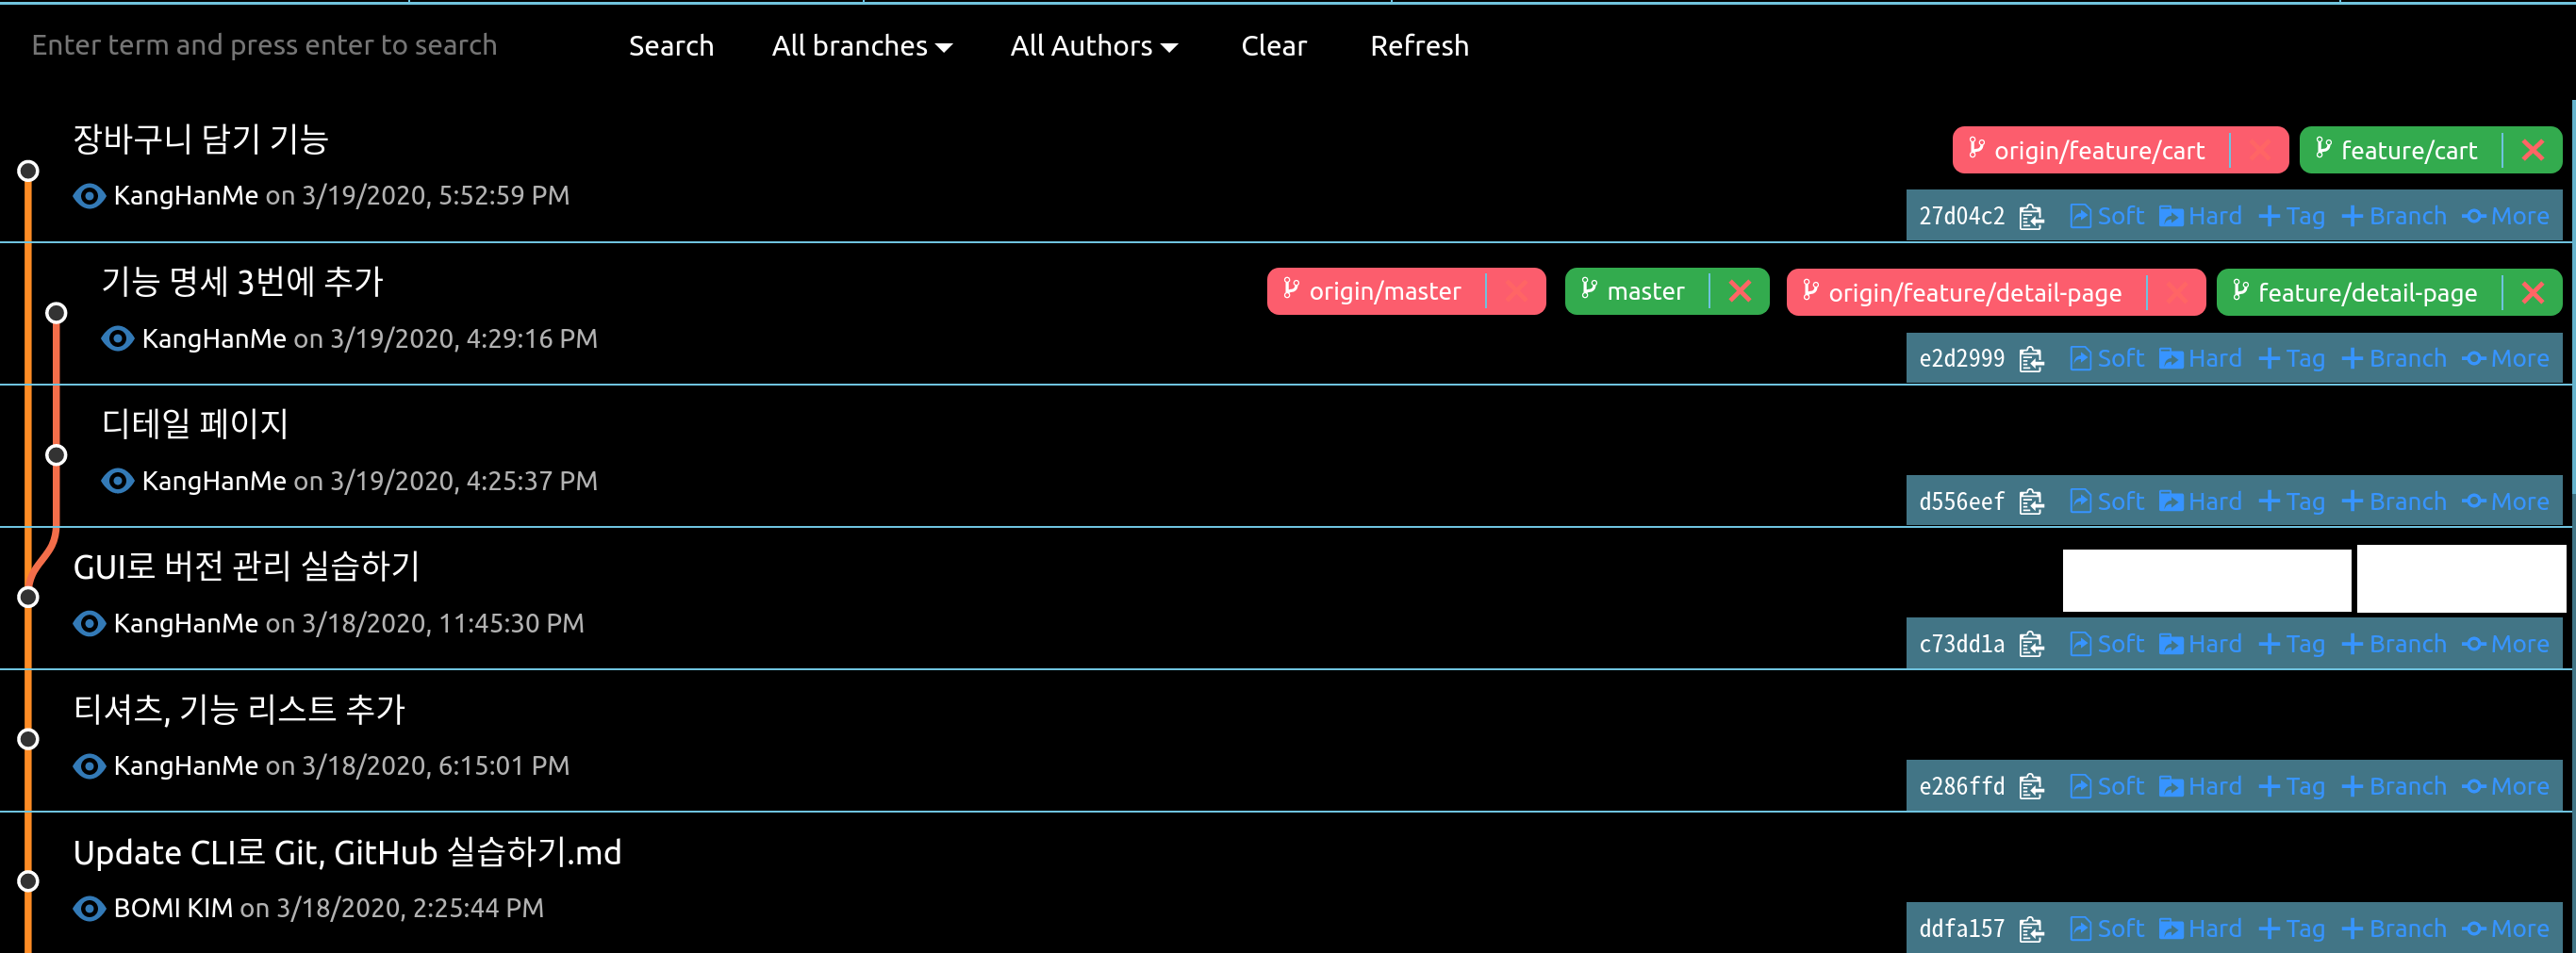 Enter term and press enter to search Search All branches All Authors Clear Refresh
장바구니 담기 기능
origin/feature/cart feature/cart
KangHanMe on 3/19/2020, 5:52:59 PM
27d04c2 Soft Hard Tag Branch More
기능 명세 3번에 추가
origin/master master origin/feature/detail-page feature/detail-page
KangHanMe on 3/19/2020, 4:29:16 PM
e2d2999 Soft Hard Tag Branch More
디테일 페이지
KangHanMe on 3/19/2020, 4:25:37 PM
d556eef Soft Hard Tag Branch More
GUI로 버전 관리 실습하기
KangHanMe on 3/18/2020, 11:45:30 PM
c73dd1a Soft Hard Tag Branch More
티셔츠, 기능 리스트 추가
KangHanMe on 3/18/2020, 6:15:01 PM
e286ffd Soft Hard Tag Branch More
Update CLI로 Git, GitHub 실습하기.md
BOMI KIM on 3/18/2020, 2:25:44 PM
ddfa157 Soft Hard Tag Branch More